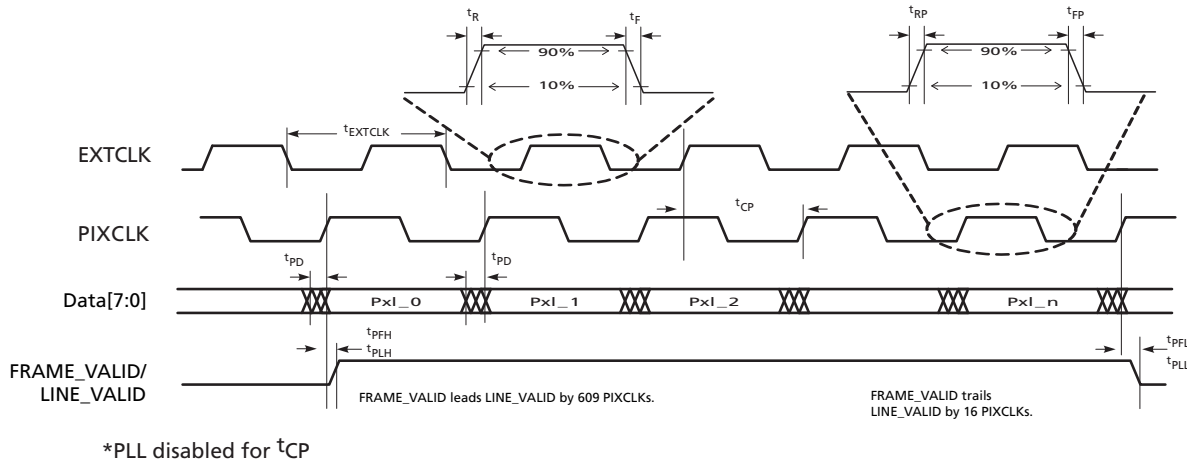 tR tF tRP tFP
90% 90%
10% 10%
tEXTCLK
EXTCLK
tCP
PIXCLK
tPD tPD
Data[7:0] Pxl_0 Pxl_1 Pxl_2 Pxl_n
tPFH tPFL
tPLH tPLL
FRAME_VALID/
LINE_VALID
FRAME_VALID leads LINE_VALID by 609 PIXCLKs.
FRAME_VALID trails
LINE_VALID by 16 PIXCLKs.
*PLL disabled for tCP